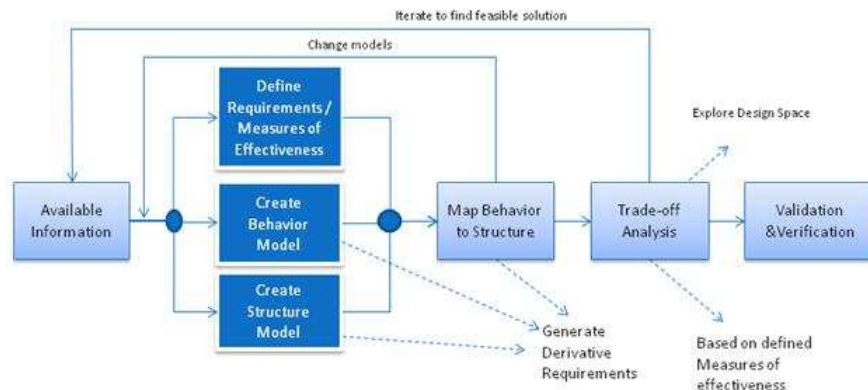 Iterate to find feasible solution
Change models
Define
Requirements /
Measures of
Effectiveness
Explore Design Space
Available
Information
Create
Behavior
Model
Map Behavior
to Structure
Trade-off
Analysis
Validation
&Verification
Create
Structure
Model
Generate
Derivative
Requirements
Based on defined
Measures of
effectiveness